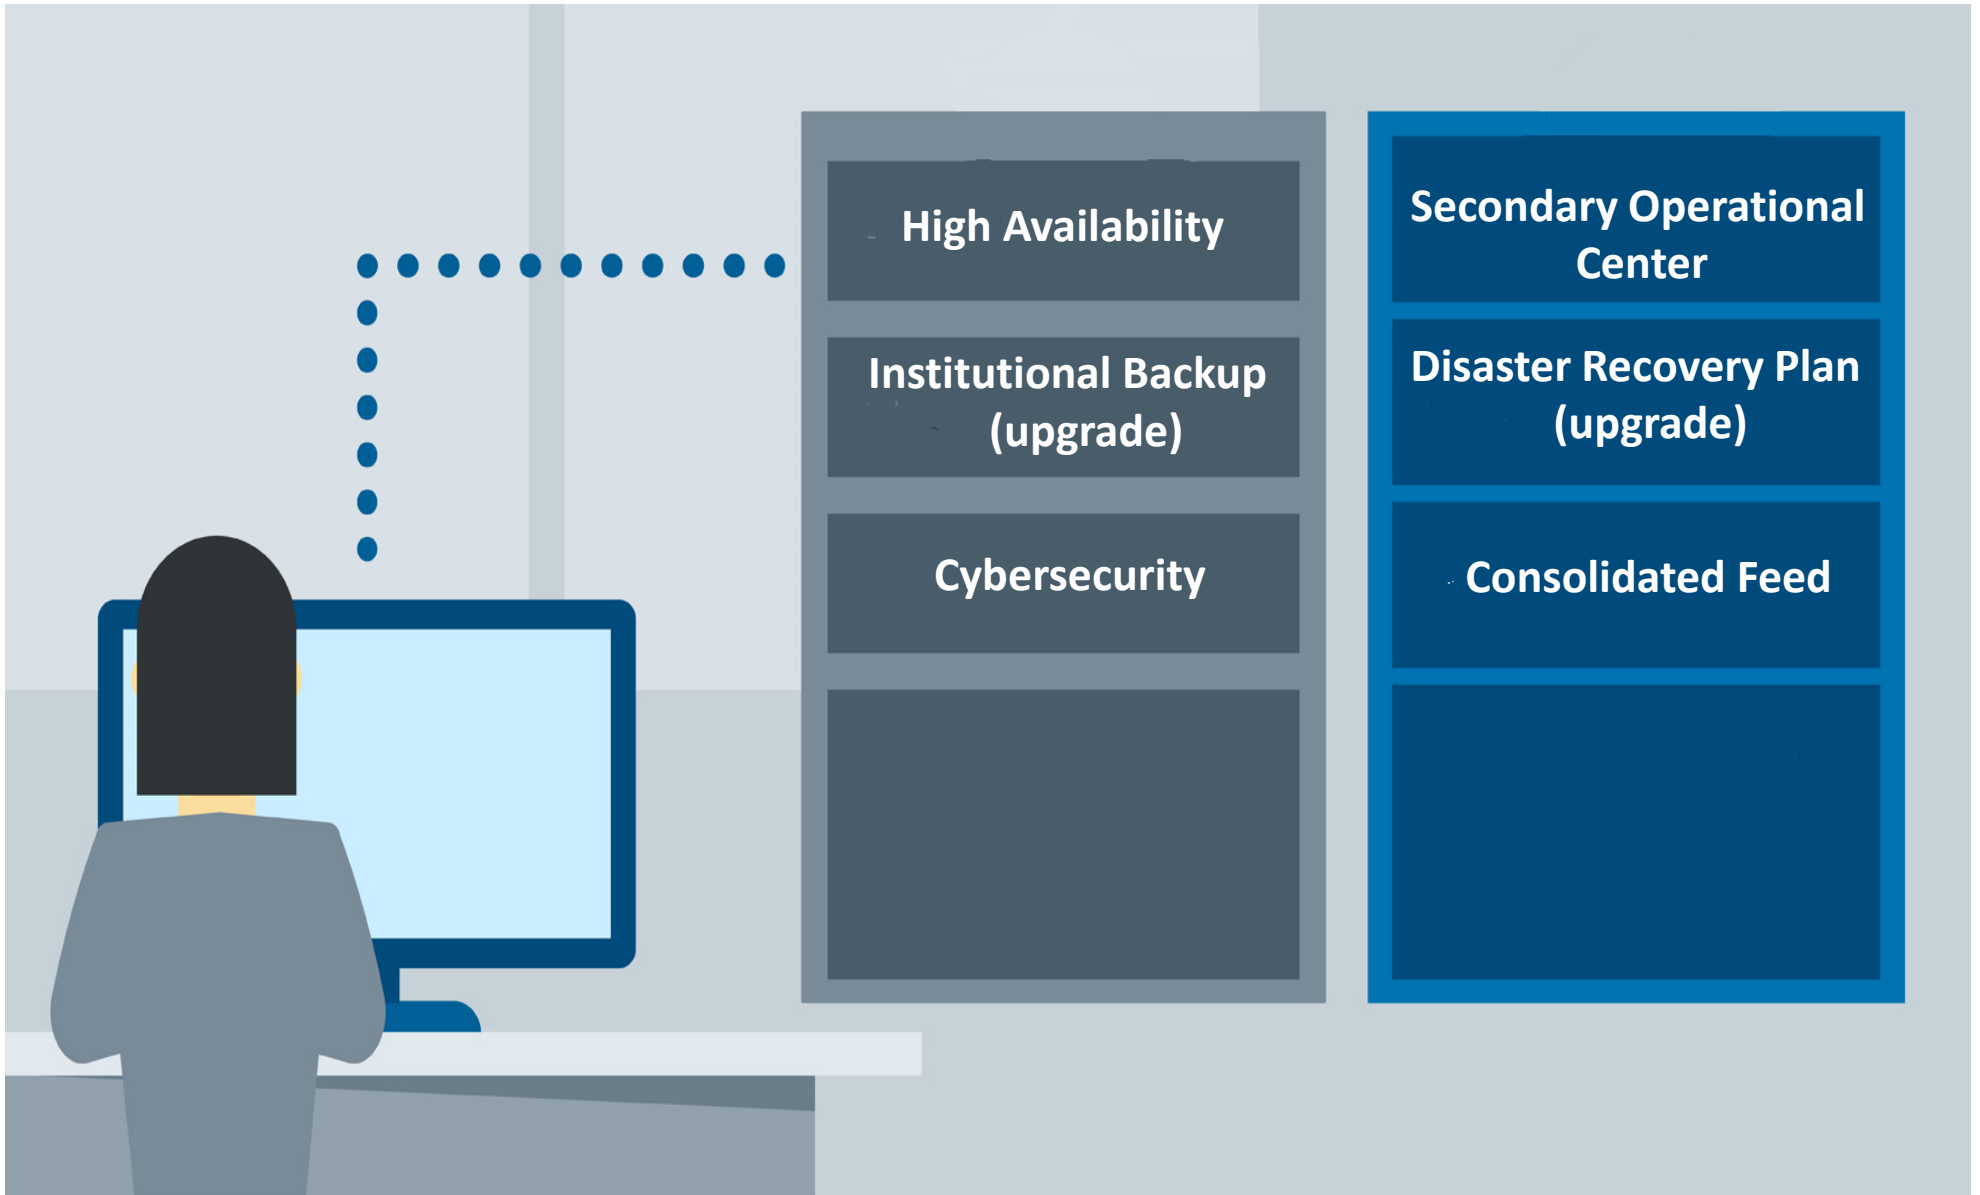 High Availability
Institutional Backup
(upgrade)
Cybersecurity
Secondary Operational
Center
Disaster Recovery Plan
(upgrade)
Consolidated Feed